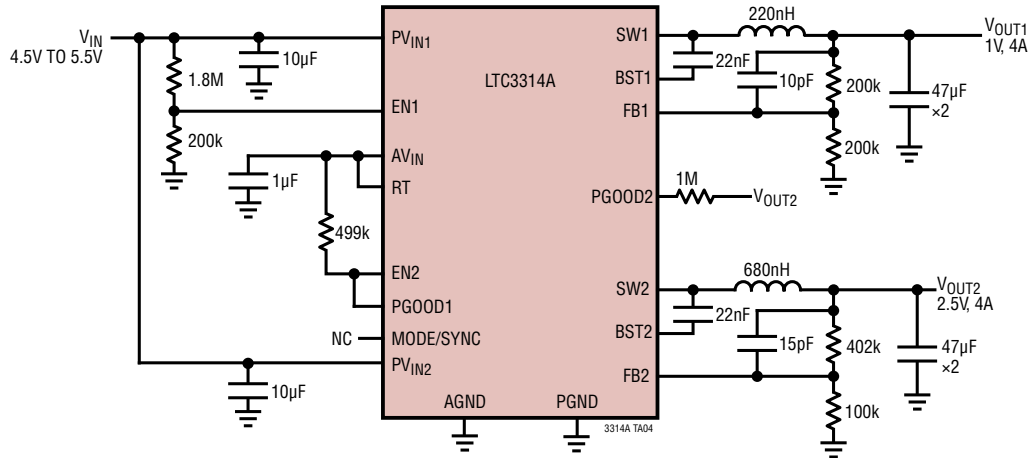 VIN
4.5V TO 5.5V
1.8M
200k
10µF
1µF
499k
NC
10µF
PVIN1
EN1
AVIN
RT
EN2
PGOOD1
MODE/SYNC
PVIN2
LTC3314A
AGND
PGND
SW1
BST1
FB1
PGOOD2
SW2
BST2
FB2
3314A TA04
220nH
22nF
10pF
200k
200k
47µF
×2
VOUT1
1V, 4A
1M
VOUT2
680nH
22nF
15pF
402k
100k
47µF
×2
VOUT2
2.5V, 4A